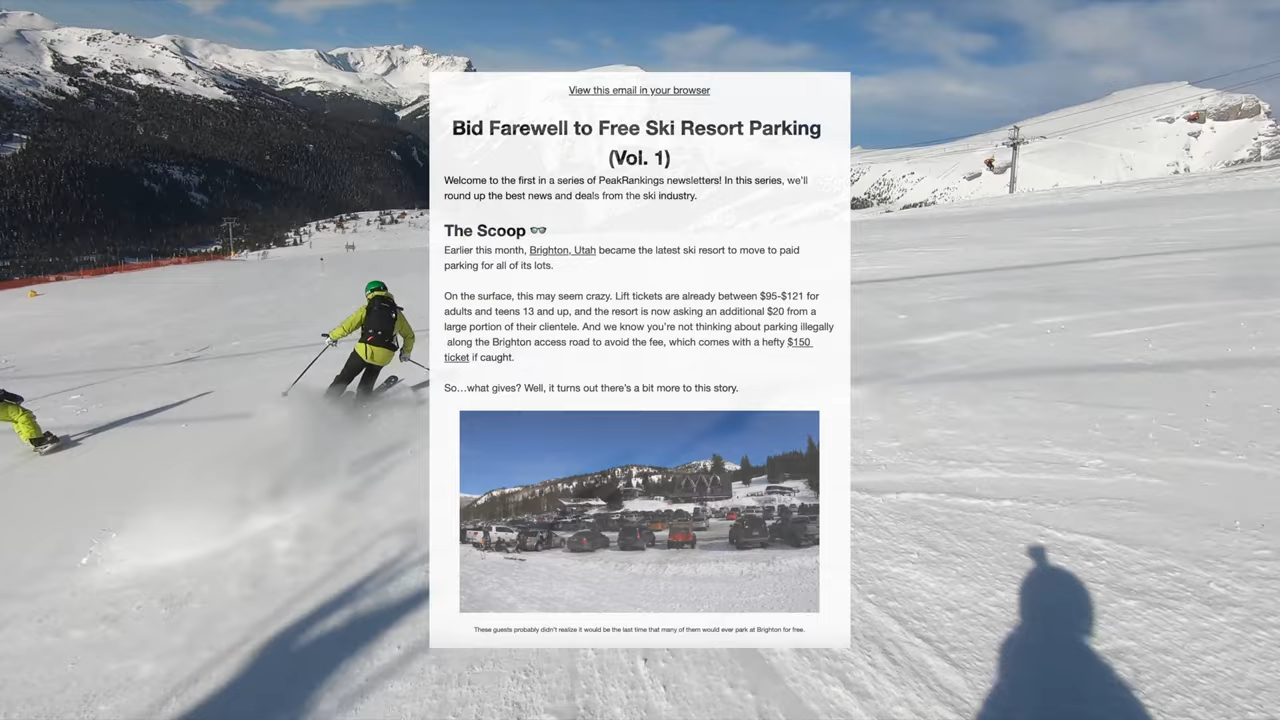 View this email in your browser
Bid Farewell to Free Ski Resort Parking
(Vol. 1)
Welcome to the first in a series of PeakRankings newsletters! In this series, we'll
round up the best news and deals from the ski industry.
The Scoop 👓
Earlier this month, Brighton, Utah became the latest ski resort to move to paid
parking for all of its lots.
On the surface, this may seem crazy. Lift tickets are already between $95-$121 for
adults and teens 13 and up, and the resort is now asking an additional $20 from a
large portion of their clientele. And we know you're not thinking about parking illegally
along the Brighton access road to avoid the fee, which comes with a hefty $150
ticket if caught.
So…what gives? Well, it turns out there's a bit more to this story.
These guests probably didn't realize it would be the last time that many of them would ever park at Brighton for free.